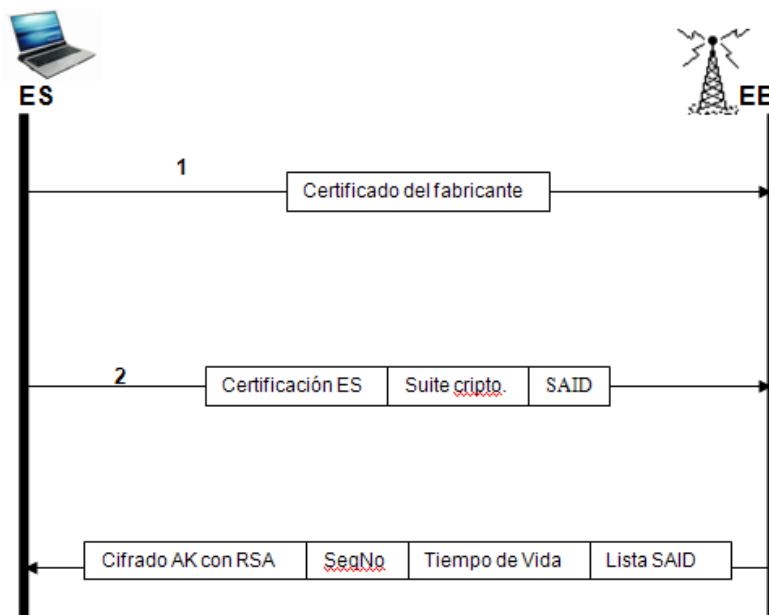 ES
EE
1
Certificado del fabricante
2
Certificación ES Suite cripto. SAID
Cifrado AK con RSA SeqNo Tiempo de Vida Lista SAID